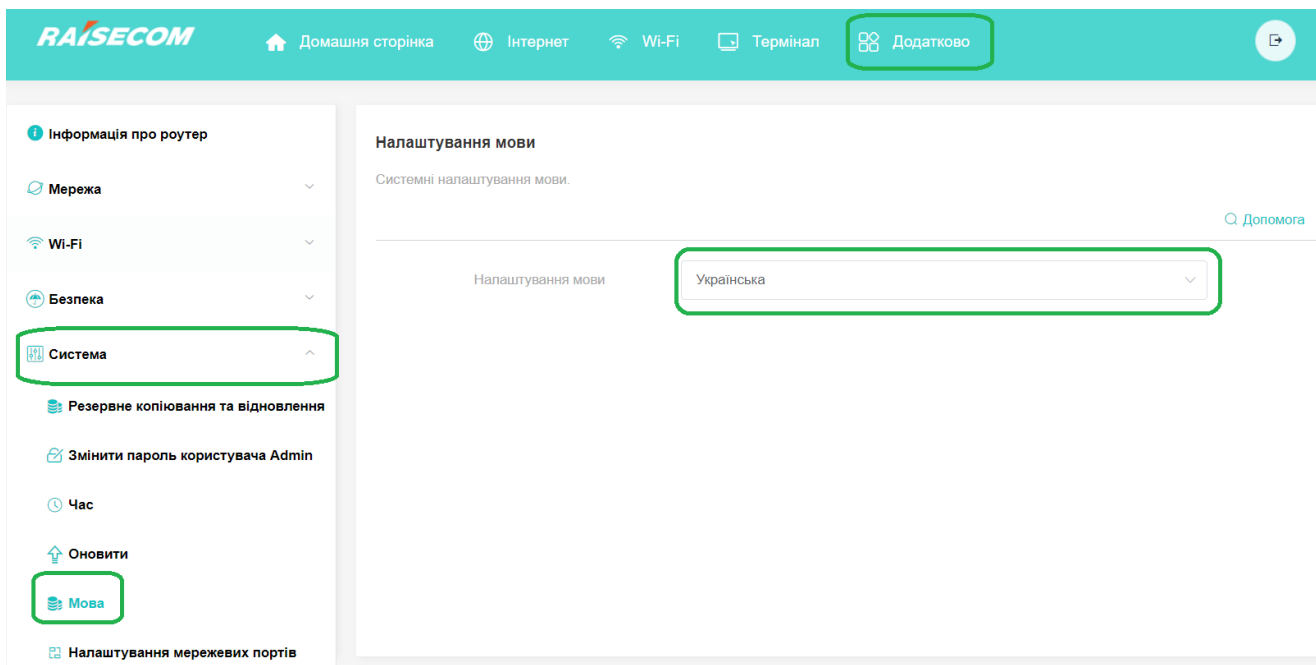 RAISECOM
Домашня сторінка
Інтернет
Wi-Fi
Термінал
Додатково
Інформація про роутер
Мережа
Wi-Fi
Безпека
Система
Резервне копіювання та відновлення
Змінити пароль користувача Admin
Час
Оновити
Мова
Налаштування мережевих портів
Налаштування мови
Системні налаштування мови.
Допомога
Налаштування мови
Українська